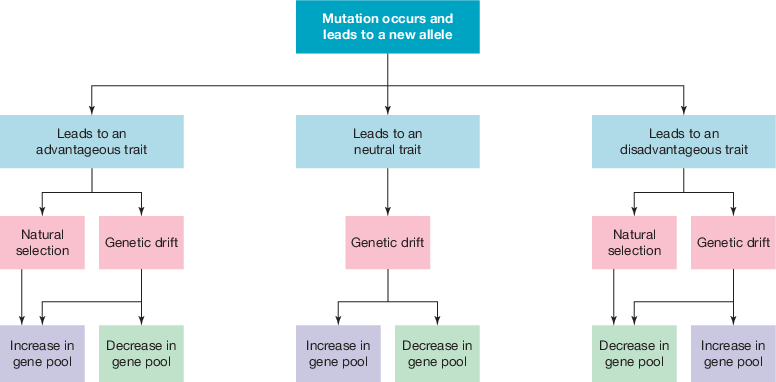 Mutation occurs and
leads to a new allele
Leads to an
advantageous trait
Leads to an
neutral trait
Leads to an
disadvantageous trait
Natural
selection
Genetic drift
Genetic drift
Natural
selection
Genetic drift
Increase in
gene pool
Decrease in
gene pool
Increase in
gene pool
Decrease in
gene pool
Decrease in
gene pool
Increase in
gene pool